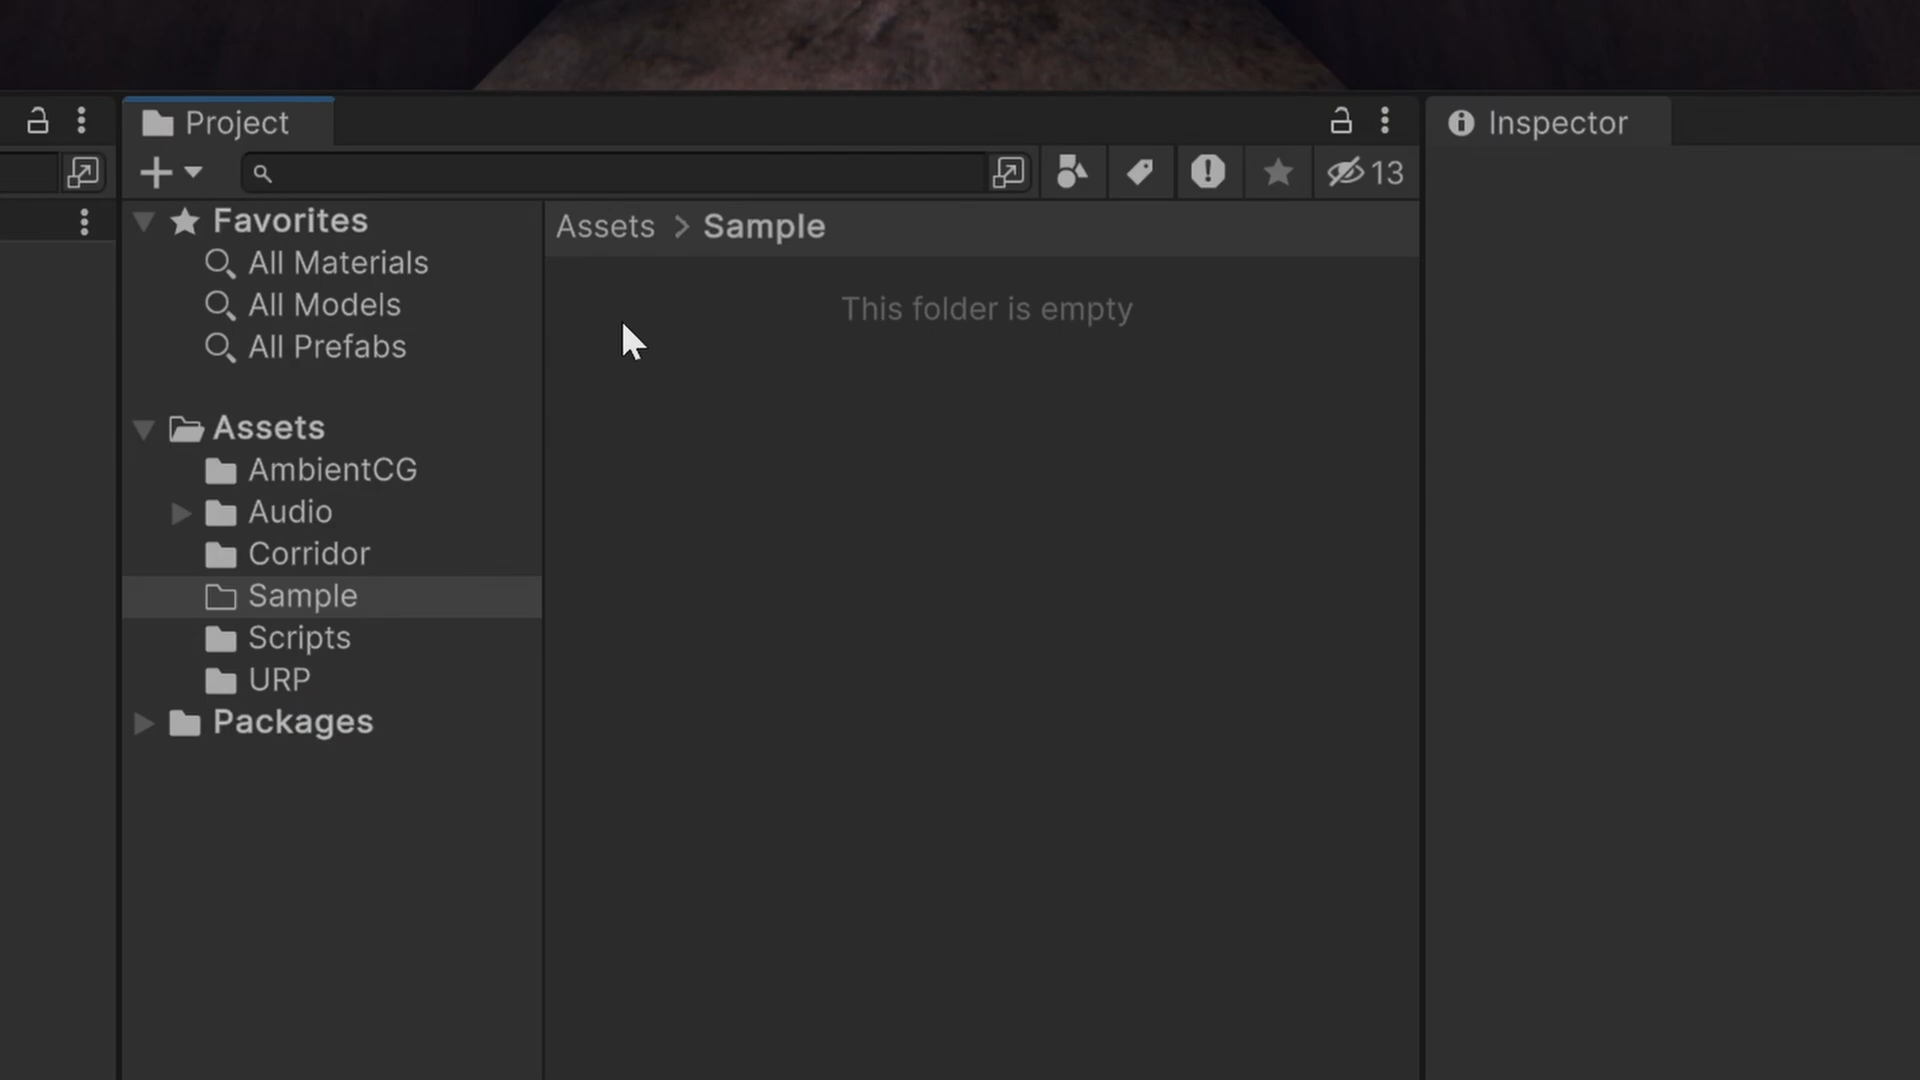 Project
Inspector
13
Favorites
All Materials
All Models
All Prefabs
Assets
AmbientCG
Audio
Corridor
Sample
Scripts
URP
Packages
Assets > Sample
This folder is empty